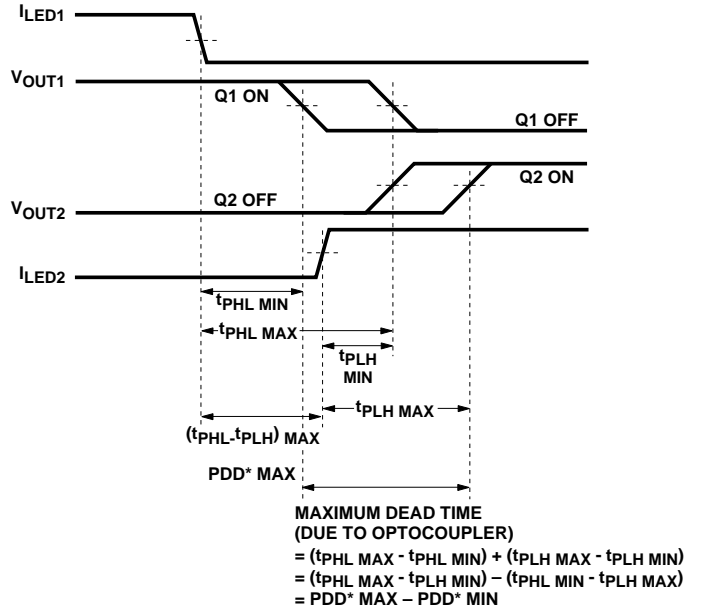 ILED1
VOUT1
Q1 ON
Q1 OFF
Q2 ON
Q2 OFF
VOUT2
ILED2
tPHL MIN
tPHL MAX
tPLH
MIN
tPLH MAX
(tPHL-tPLH) MAX
PDD* MAX
MAXIMUM DEAD TIME
(DUE TO OPTOCOUPLER)
= (tPHL MAX - tPHL MIN) + (tPLH MAX - tPLH MIN)
= (tPHL MAX - tPLH MIN) – (tPHL MIN - tPLH MAX)
= PDD* MAX – PDD* MIN